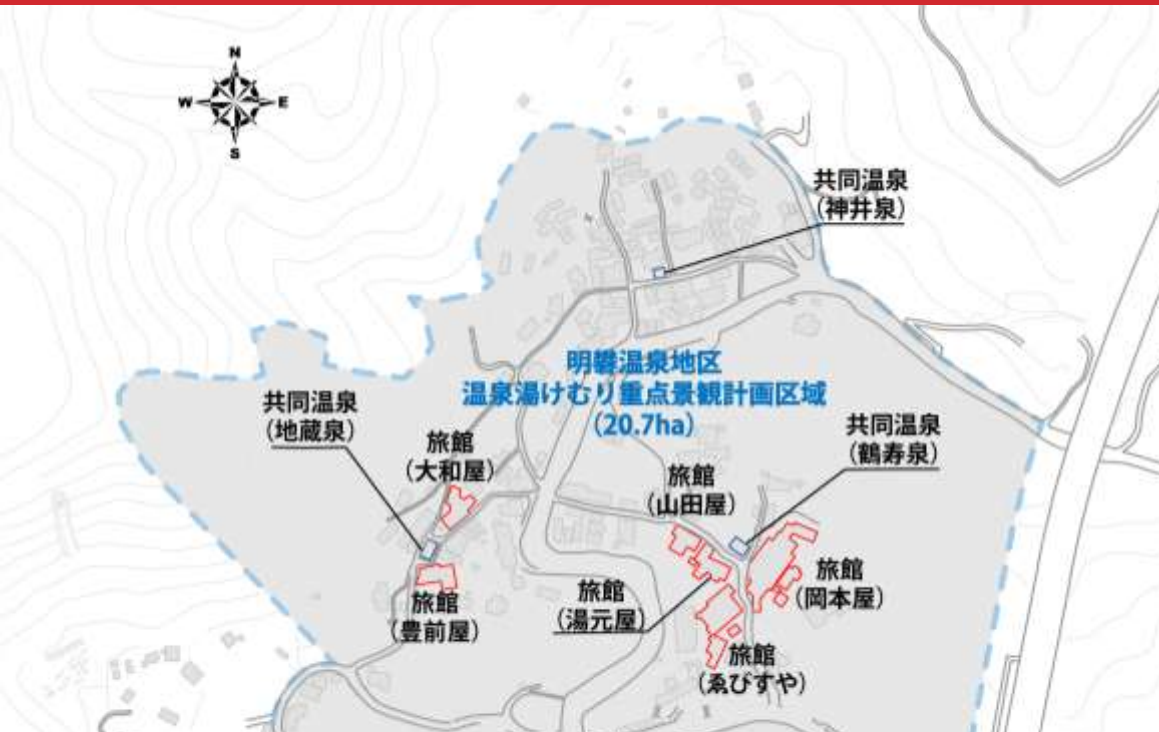 N
W E
S
共同温泉
(神井泉)
明礬温泉地区
温泉湯けむり重点景観計画区域
(20.7ha)
共同温泉
(地蔵泉)
旅館
(大和屋)
共同温泉
(鶴寿泉)
旅館
(山田屋)
旅館
(岡本屋)
旅館
(湯元屋)
旅館
(豊前屋)
旅館
(ゑびすや)